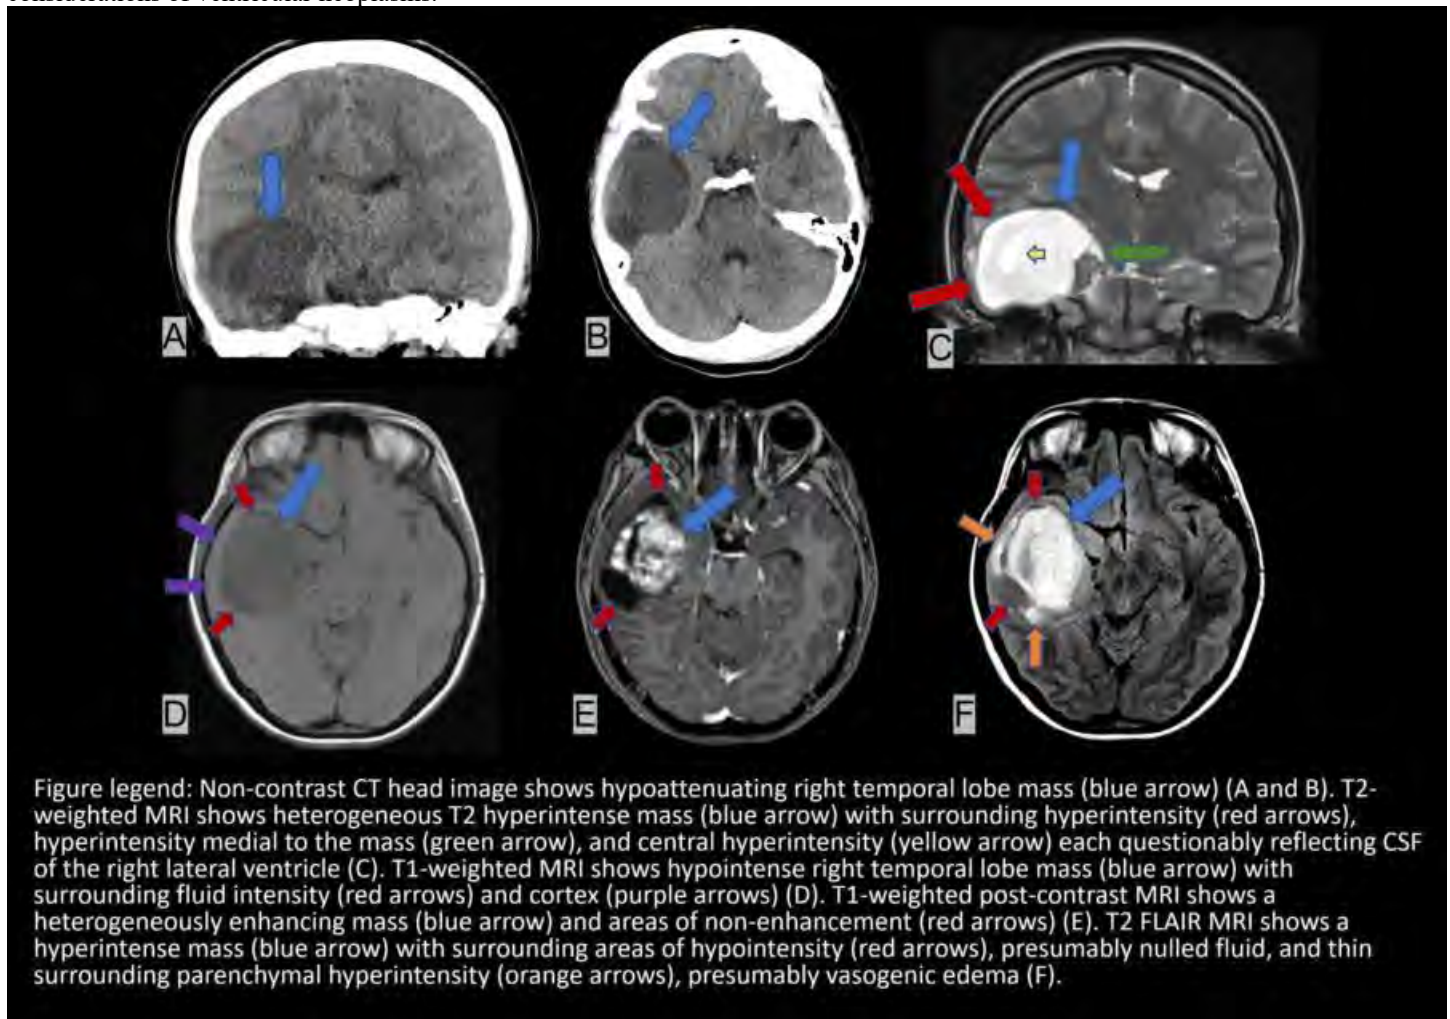 considerations of ventricular neoplasms.
A
B
C
D
E
F
Figure legend: Non-contrast CT head image shows hypoattenuating right temporal lobe mass (blue arrow) (A and B). T2-
weighted MRI shows heterogeneous T2 hyperintense mass (blue arrow) with surrounding hyperintensity (red arrows),
hyperintensity medial to the mass (green arrow), and central hyperintensity (yellow arrow) each questionably reflecting CSF
of the right lateral ventricle (C). T1-weighted MRI shows hypointense right temporal lobe mass (blue arrow) with
surrounding fluid intensity (red arrows) and cortex (purple arrows) (D). T1-weighted post-contrast MRI shows a
heterogeneously enhancing mass (blue arrow) and areas of non-enhancement (red arrows) (E). T2 FLAIR MRI shows a
hyperintense mass (blue arrow) with surrounding areas of hypointensity (red arrows), presumably nulled fluid, and thin
surrounding parenchymal hyperintensity (orange arrows), presumably vasogenic edema (F).